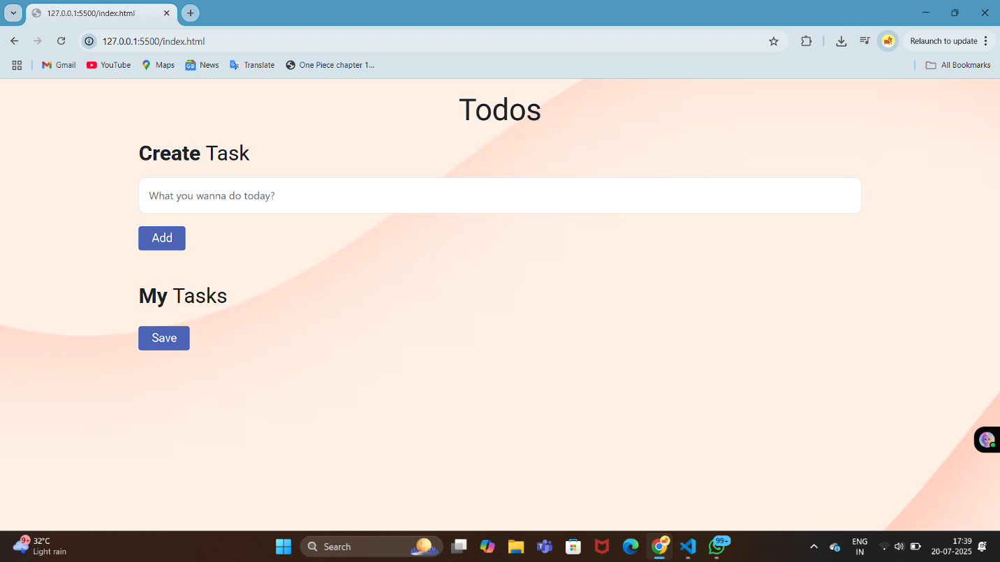 127.0.0.1:5500/index.html
127.0.0.1:5500/index.html
Relaunch to update
Gmail
YouTube
Maps
News
Translate
One Piece chapter 1...
All Bookmarks
Todos
Create Task
What you wanna do today?
Add
My Tasks
Save
9+
32°C
Light rain
Search
99+
ENG
IN
17:39
20-07-2025